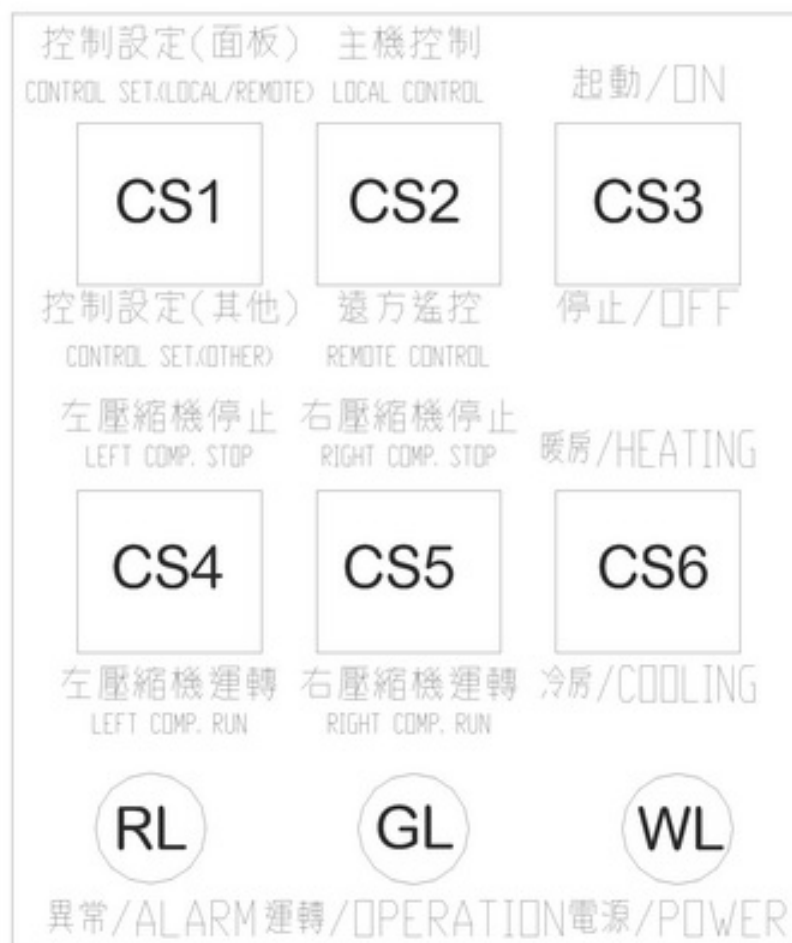 控制設定(面板) 主機控制
CONTROL SET.(LOCAL/REMOTE) LOCAL CONTROL
起動/ON
CS1 CS2 CS3
控制設定(其他) 遠方遙控 停止/OFF
CONTROL SET.(OTHER) REMOTE CONTROL
左壓縮機停止 右壓縮機停止
LEFT COMP. STOP RIGHT COMP. STOP 暖房/HEATING
CS4 CS5 CS6
左壓縮機運轉 右壓縮機運轉 冷房/COOLING
LEFT COMP. RUN RIGHT COMP. RUN
RL GL WL
異常/ALARM 運轉/OPERATION 電源/POWER